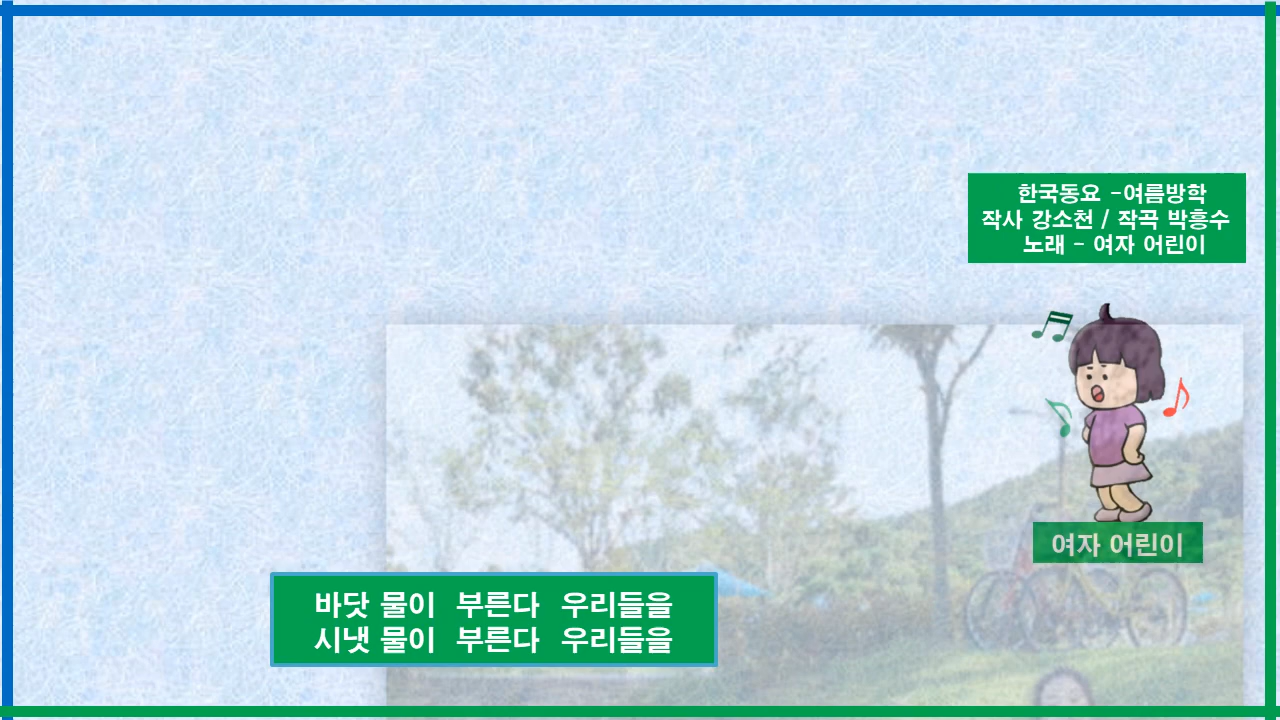 한국동요 -여름방학
작사 강소천 / 작곡 박흥수
노래 - 여자 어린이
여자 어린이
바닷 물이 부른다 우리들을
시냇 물이 부른다 우리들을